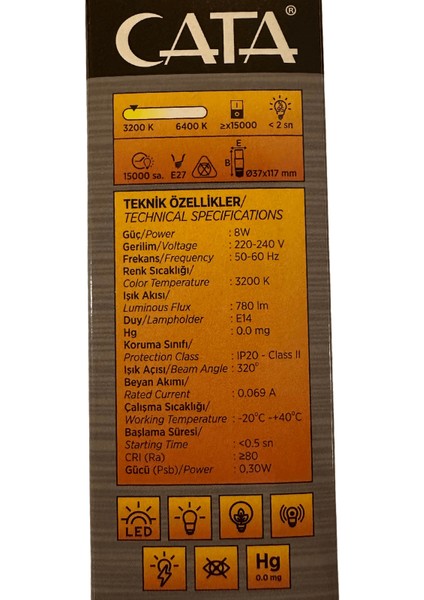 CATA®
3200 K 6400 K ≥x15000 < 2 sn
E
B
15000 sa. E27 Ø37x117 mm
TEKNİK ÖZELLİKLER/
TECHNICAL SPECIFICATIONS
Güç/Power : 8W
Gerilim/Voltage : 220-240 V
Frekans/Frequency : 50-60 Hz
Renk Sıcaklığı/
Color Temperature : 3200 K
Işık Akısı/
Luminous Flux : 780 lm
Duy/Lampholder : E14
Hg : 0.0 mg
Koruma Sınıfı/
Protection Class : IP20 - Class II
Işık Açısı/Beam Angle : 320°
Beyan Akımı/
Rated Current : 0.069 A
Çalışma Sıcaklığı/
Working Temperature : -20°C -+40°C
Başlama Süresi/
Starting Time : <0.5 sn
CRI (Ra) : ≥80
Gücü (Psb)/Power : 0,30W
LED
Hg
0.0 mg